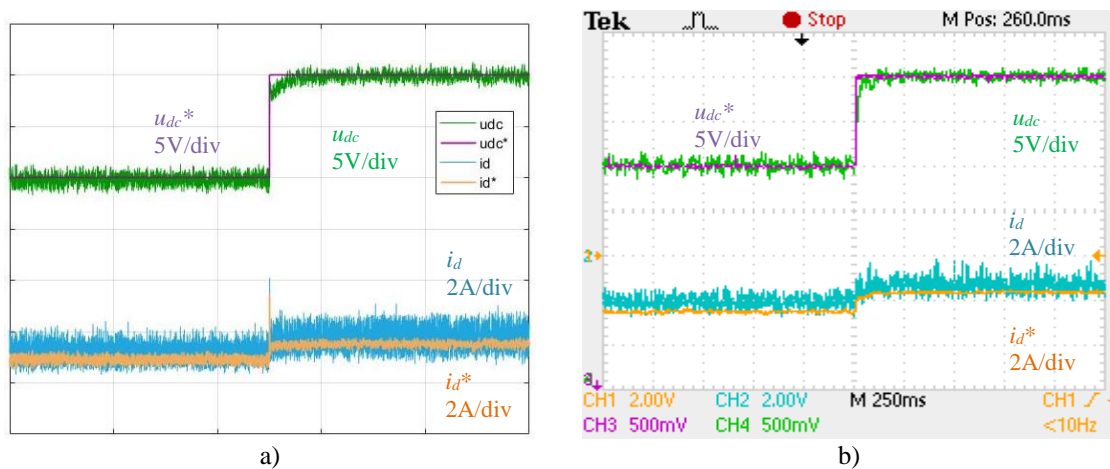 u_dc*
5V/div
u_dc
5V/div
udc
udc*
id
id*
i_d
2A/div
i_d*
2A/div
a)
Tek
Stop
M Pos: 260.0ms
u_dc*
5V/div
u_dc
5V/div
i_d
2A/div
i_d*
2A/div
CH1 2.00V CH2 2.00V M 250ms CH1
CH3 500mV CH4 500mV <10Hz
b)